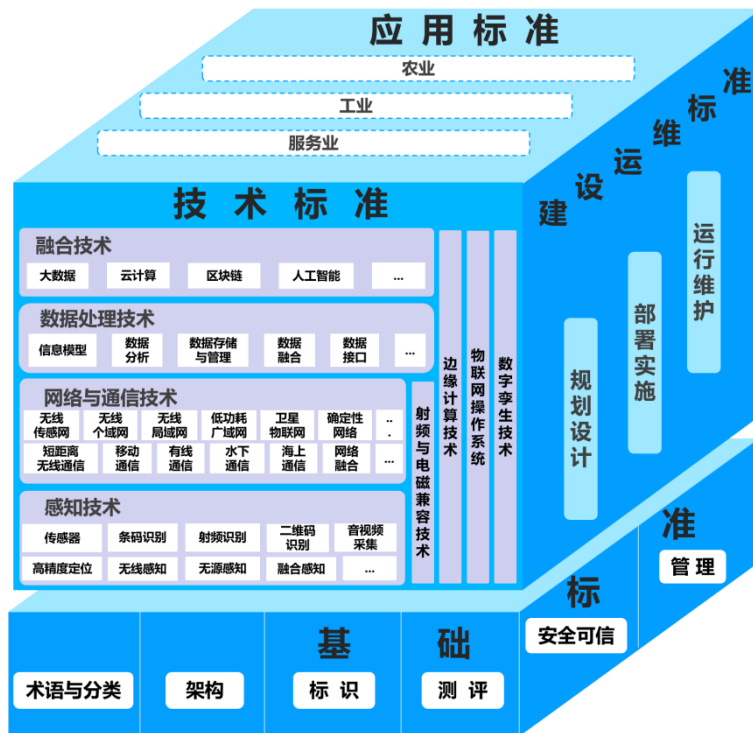 应用标准
农业
工业
服务业
技术标准
融合技术
大数据 云计算 区块链 人工智能 ...
数据处理技术
信息模型
数据
分析
数据存储
与管理
数据
融合
数据
接口
...
网络与通信技术
无线
传感网
无线
个域网
无线
局域网
低功耗
广域网
卫星
物联网
确定性
网络
..
.
短距离
无线通信
移动
通信
有线
通信
水下
通信
海上
通信
网络
融合
...
感知技术
传感器
条码识别
射频识别
二维码
识别
音视频
采集
高精度定位 无线感知 无源感知 融合感知 ...
射频与电磁兼容技术
边缘计算技术
物联网操作系统
数字孪生技术
建设运维标准
规划设计
部署实施
运行维护
基础标准
术语与分类
架构
标识
测评
安全可信
管理